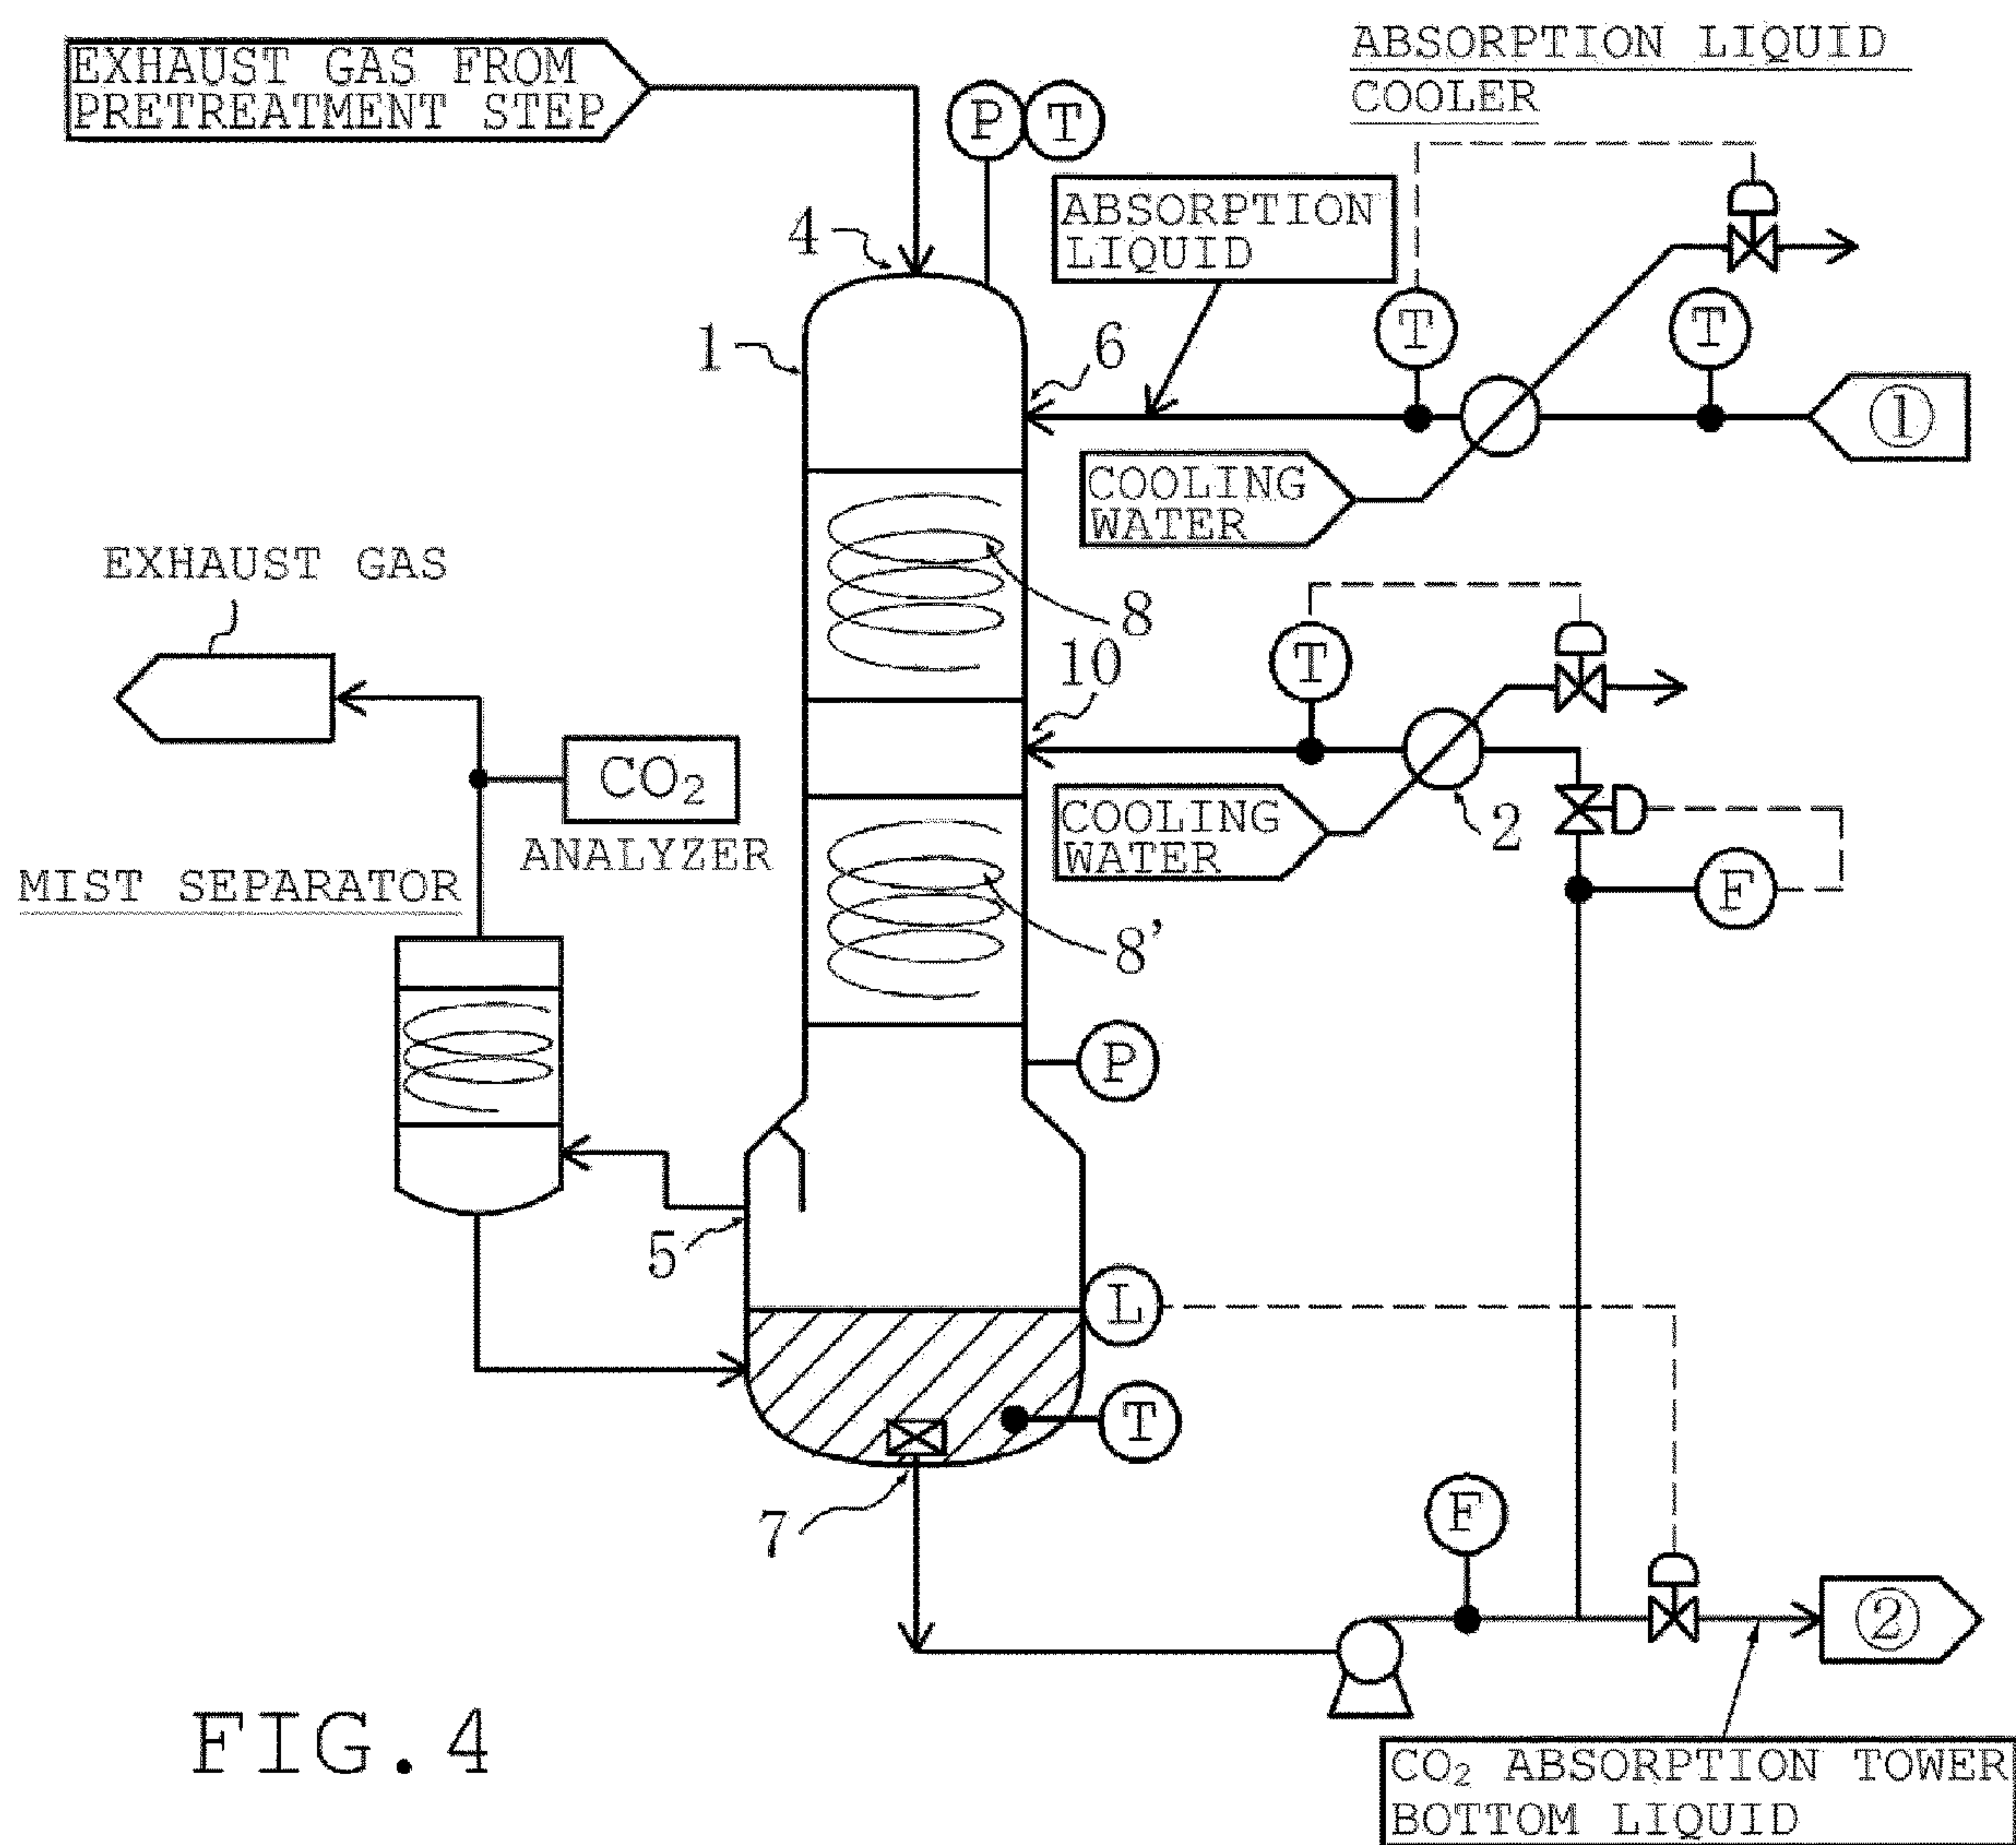 EXHAUST GAS FROM
PRETREATMENT STEP
ABSORPTION LIQUID
COOLER
P
T
4
ABSORPTION
LIQUID
1
6
T
T
①
COOLING
WATER
EXHAUST GAS
8
10
T
CO₂
ANALYZER
COOLING
WATER
2
F
MIST SEPARATOR
8'
P
5
L
T
7
F
②
FIG.4
CO₂ ABSORPTION TOWER
BOTTOM LIQUID